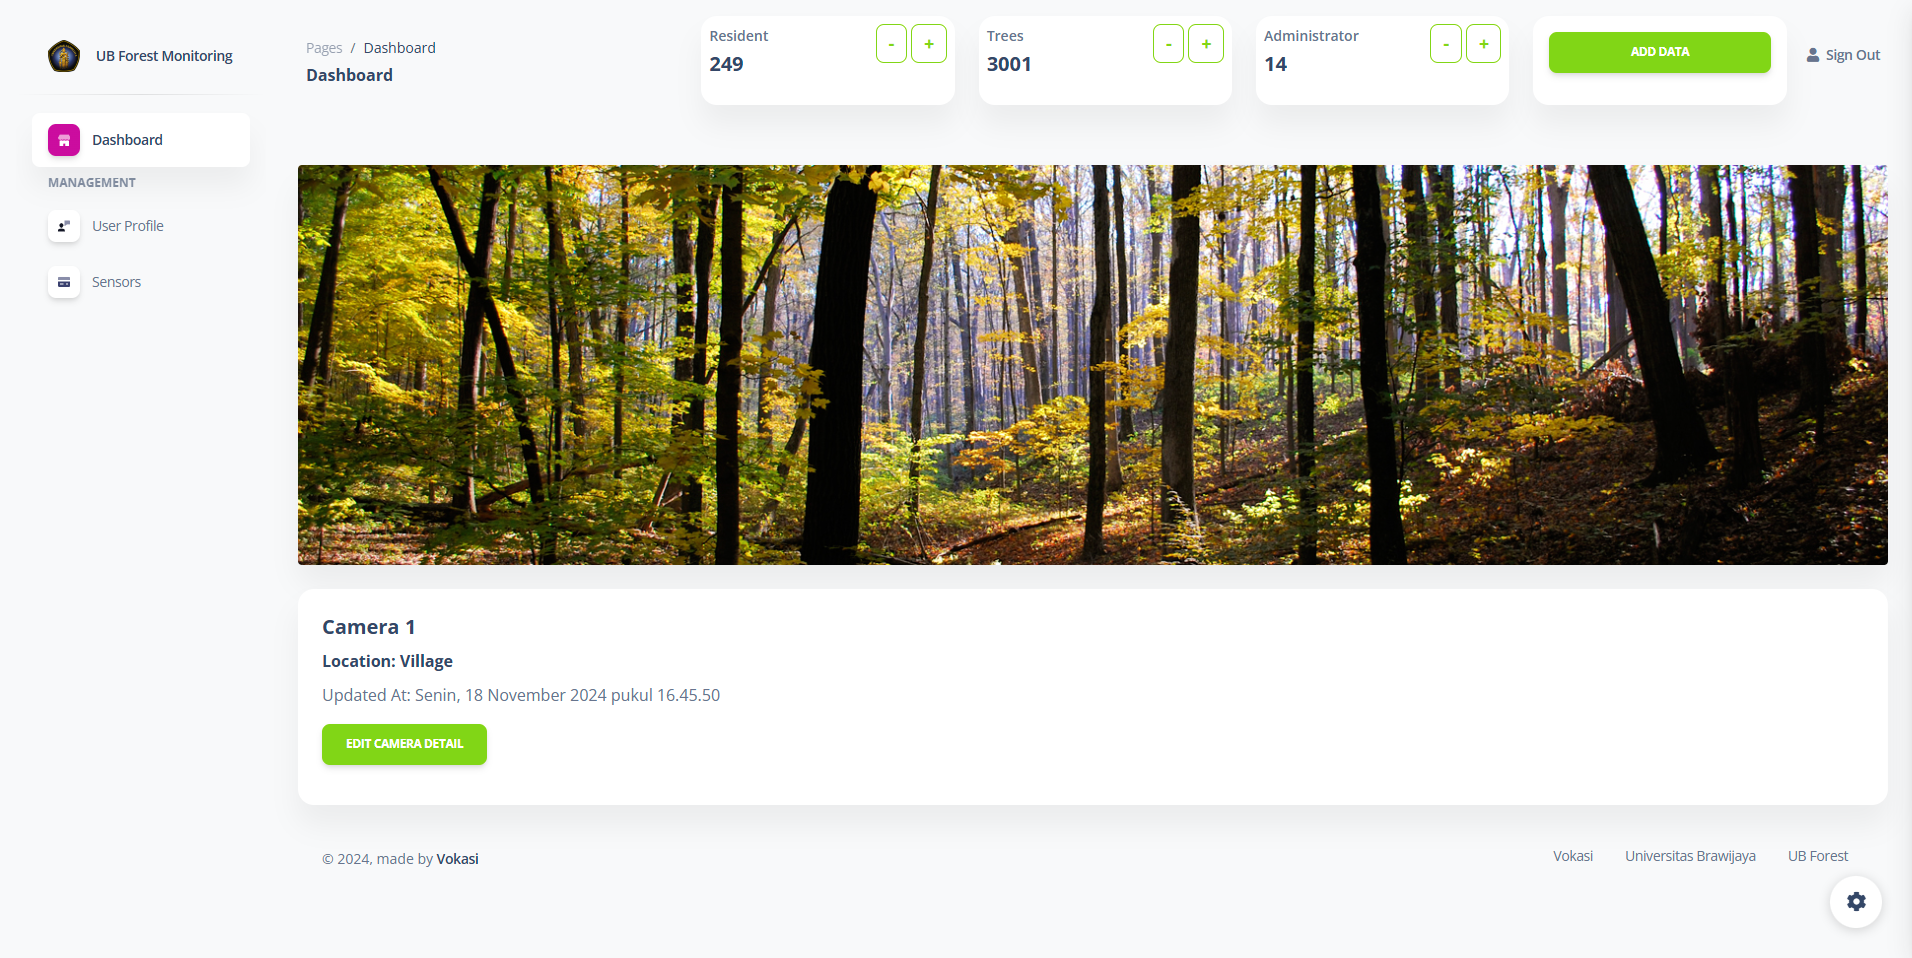 UB Forest Monitoring
Dashboard
MANAGEMENT
User Profile
Sensors
Pages / Dashboard
Dashboard
Resident
249
- +
Trees
3001
- +
Administrator
14
- +
ADD DATA
Sign Out
Camera 1
Location: Village
Updated At: Senin, 18 November 2024 pukul 16.45.50
EDIT CAMERA DETAIL
© 2024, made by Vokasi
Vokasi Universitas Brawijaya UB Forest